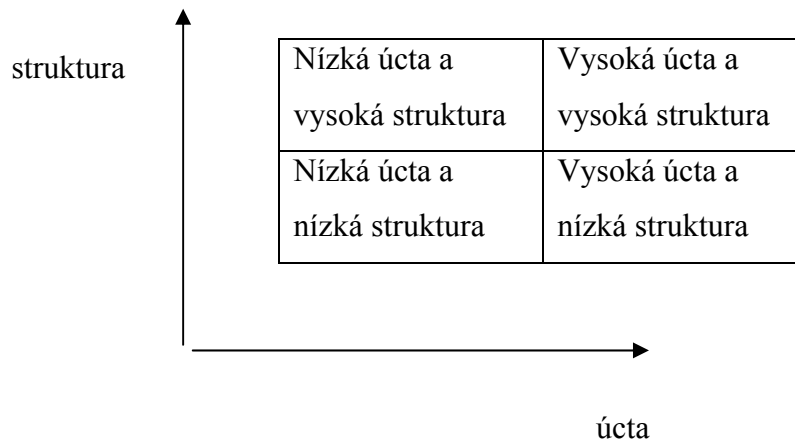 struktura
Nízká úcta a
vysoká struktura
Vysoká úcta a
vysoká struktura
Nízká úcta a
nízká struktura
Vysoká úcta a
nízká struktura
úcta